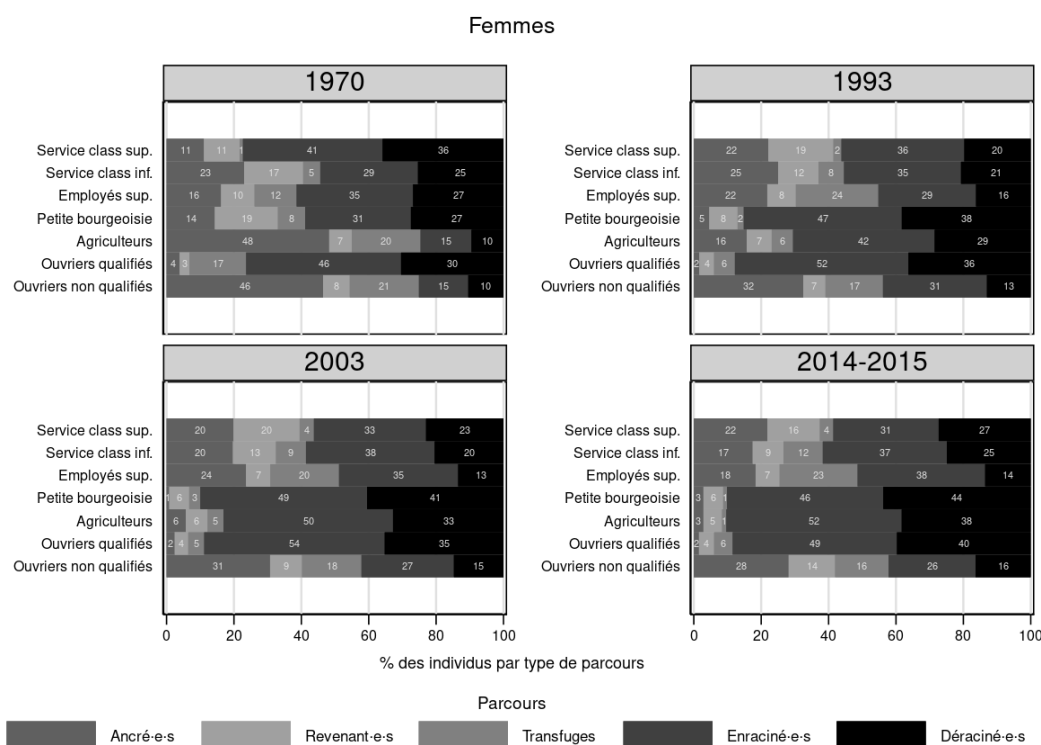 Femmes
1970
Service class sup. 11 11 1 41 36
Service class inf. 23 17 5 29 25
Employés sup. 16 10 12 35 27
Petite bourgeoisie 14 19 8 31 27
Agriculteurs 48 7 20 15 10
Ouvriers qualifiés 4 3 17 46 30
Ouvriers non qualifiés 46 8 21 15 10
1993
Service class sup. 22 19 2 36 20
Service class inf. 25 12 8 35 21
Employés sup. 22 8 24 29 16
Petite bourgeoisie 5 8 2 47 38
Agriculteurs 16 7 6 42 29
Ouvriers qualifiés 2 4 6 52 36
Ouvriers non qualifiés 32 7 17 31 13
2003
Service class sup. 20 20 4 33 23
Service class inf. 20 13 9 38 20
Employés sup. 24 7 20 35 13
Petite bourgeoisie 1 6 3 49 41
Agriculteurs 6 6 5 50 33
Ouvriers qualifiés 2 4 5 54 35
Ouvriers non qualifiés 31 9 18 27 15
0 20 40 60 80 100
2014-2015
Service class sup. 22 16 4 31 27
Service class inf. 17 9 12 37 25
Employés sup. 18 7 23 38 14
Petite bourgeoisie 3 6 1 46 44
Agriculteurs 3 5 1 52 38
Ouvriers qualifiés 2 4 6 49 40
Ouvriers non qualifiés 28 14 16 26 16
0 20 40 60 80 100
% des individus par type de parcours
Parcours
Ancré·e·s Revenant·e·s Transfuges Enraciné·e·s Déraciné·e·s